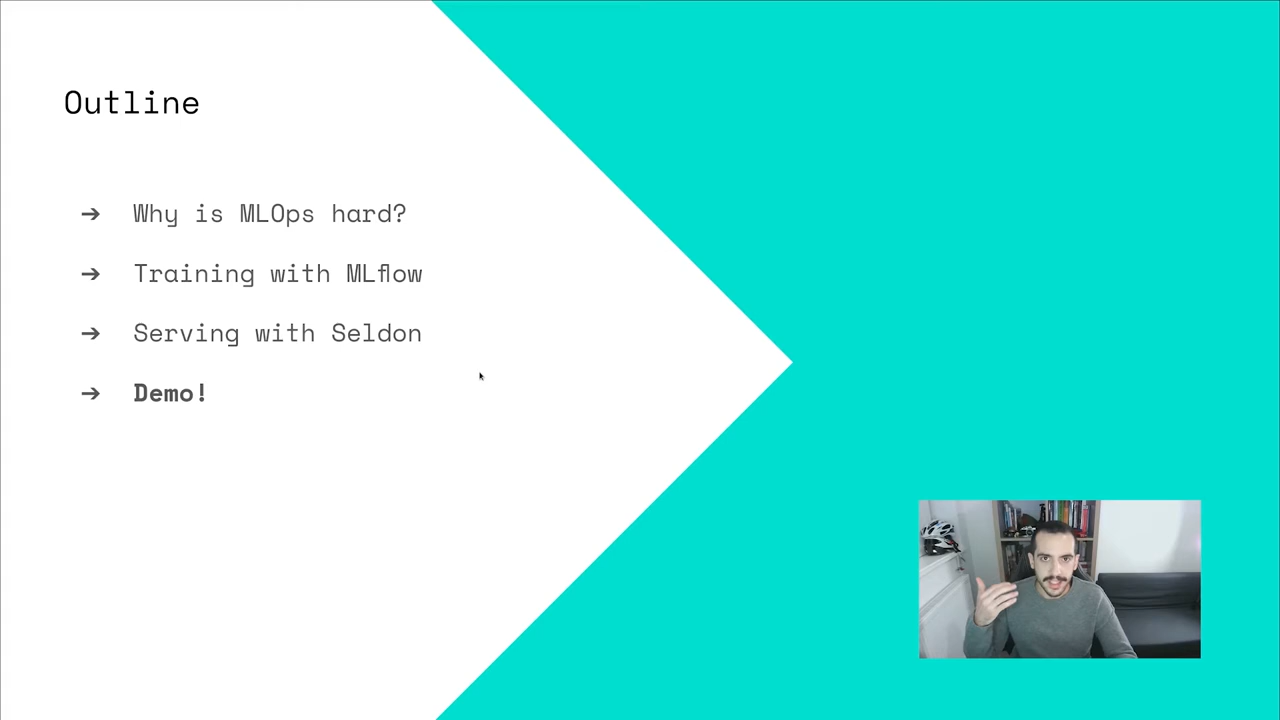 Outline
➔ Why is MLOps hard?
➔ Training with MLflow
➔ Serving with Seldon
➔ Demo!